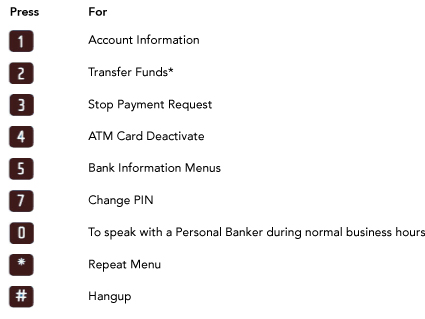 Press For
1 Account Information
2 Transfer Funds*
3 Stop Payment Request
4 ATM Card Deactivate
5 Bank Information Menus
7 Change PIN
0 To speak with a Personal Banker during normal business hours
* Repeat Menu
# Hangup